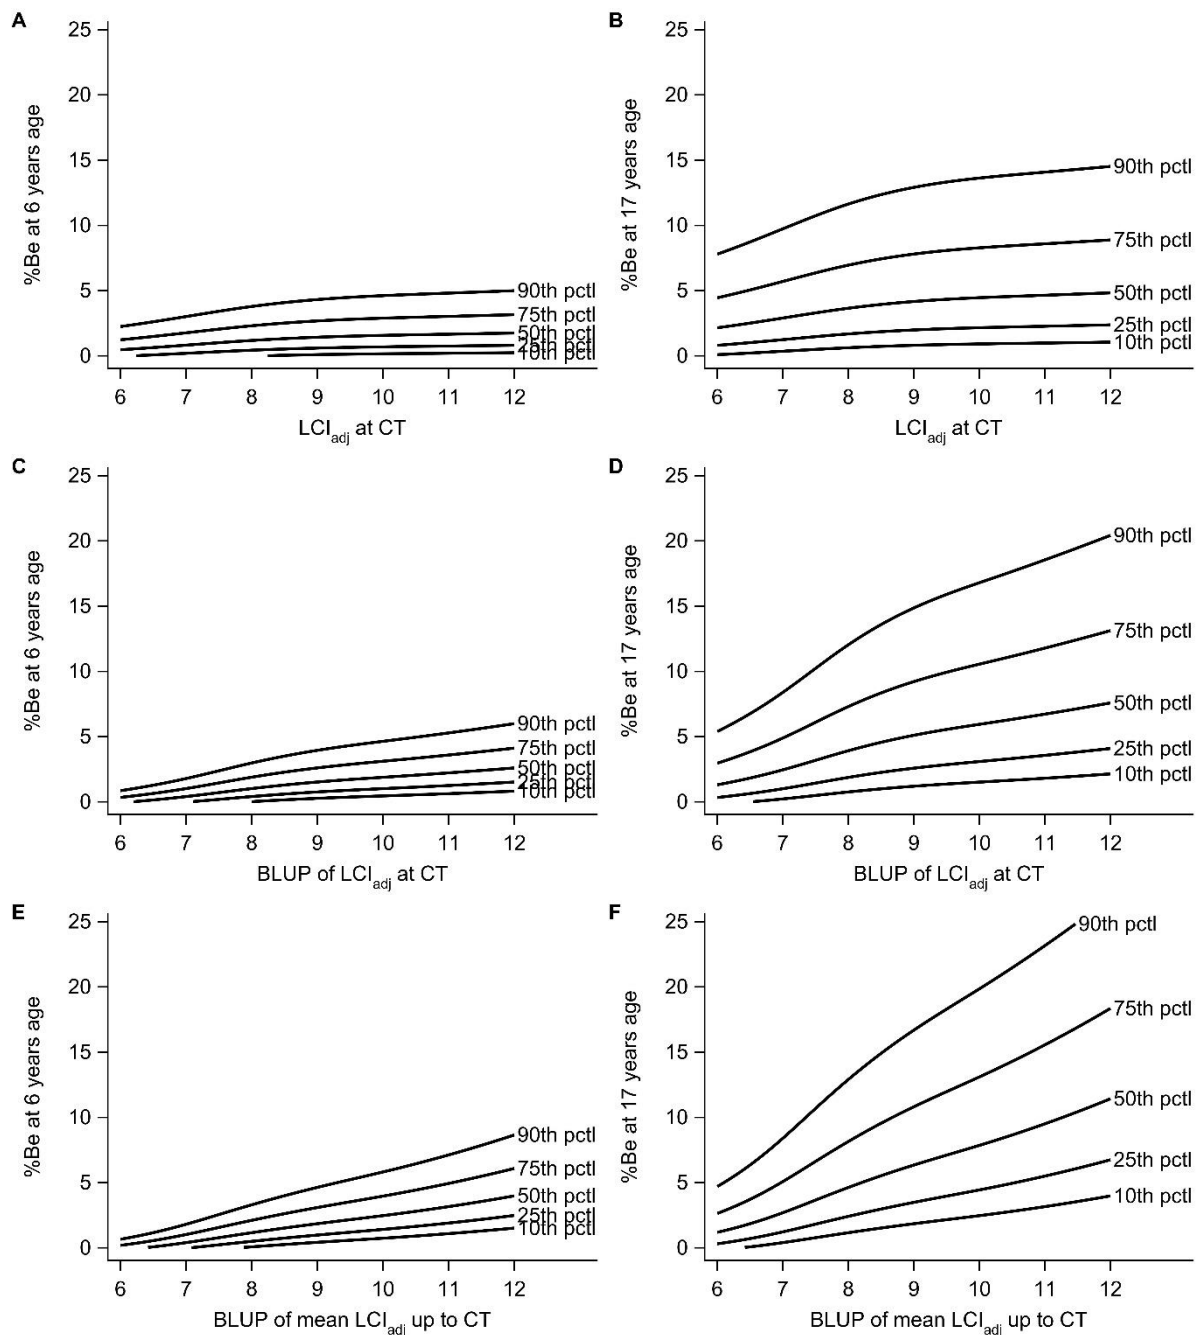 A
25
20
15
10
5
0
%Be at 6 years age
90th pctl
75th pctl
50th pctl
25th pctl
10th pctl
6 7 8 9 10 11 12
LCIadj at CT
B
25
20
15
10
5
0
%Be at 17 years age
90th pctl
75th pctl
50th pctl
25th pctl
10th pctl
6 7 8 9 10 11 12
LCIadj at CT
C
25
20
15
10
5
0
%Be at 6 years age
90th pctl
75th pctl
50th pctl
25th pctl
10th pctl
6 7 8 9 10 11 12
BLUP of LCIadj at CT
D
25
20
15
10
5
0
%Be at 17 years age
90th pctl
75th pctl
50th pctl
25th pctl
10th pctl
6 7 8 9 10 11 12
BLUP of LCIadj at CT
E
25
20
15
10
5
0
%Be at 6 years age
90th pctl
75th pctl
50th pctl
25th pctl
10th pctl
6 7 8 9 10 11 12
BLUP of mean LCIadj up to CT
F
25
20
15
10
5
0
%Be at 17 years age
90th pctl
75th pctl
50th pctl
25th pctl
10th pctl
6 7 8 9 10 11 12
BLUP of mean LCIadj up to CT